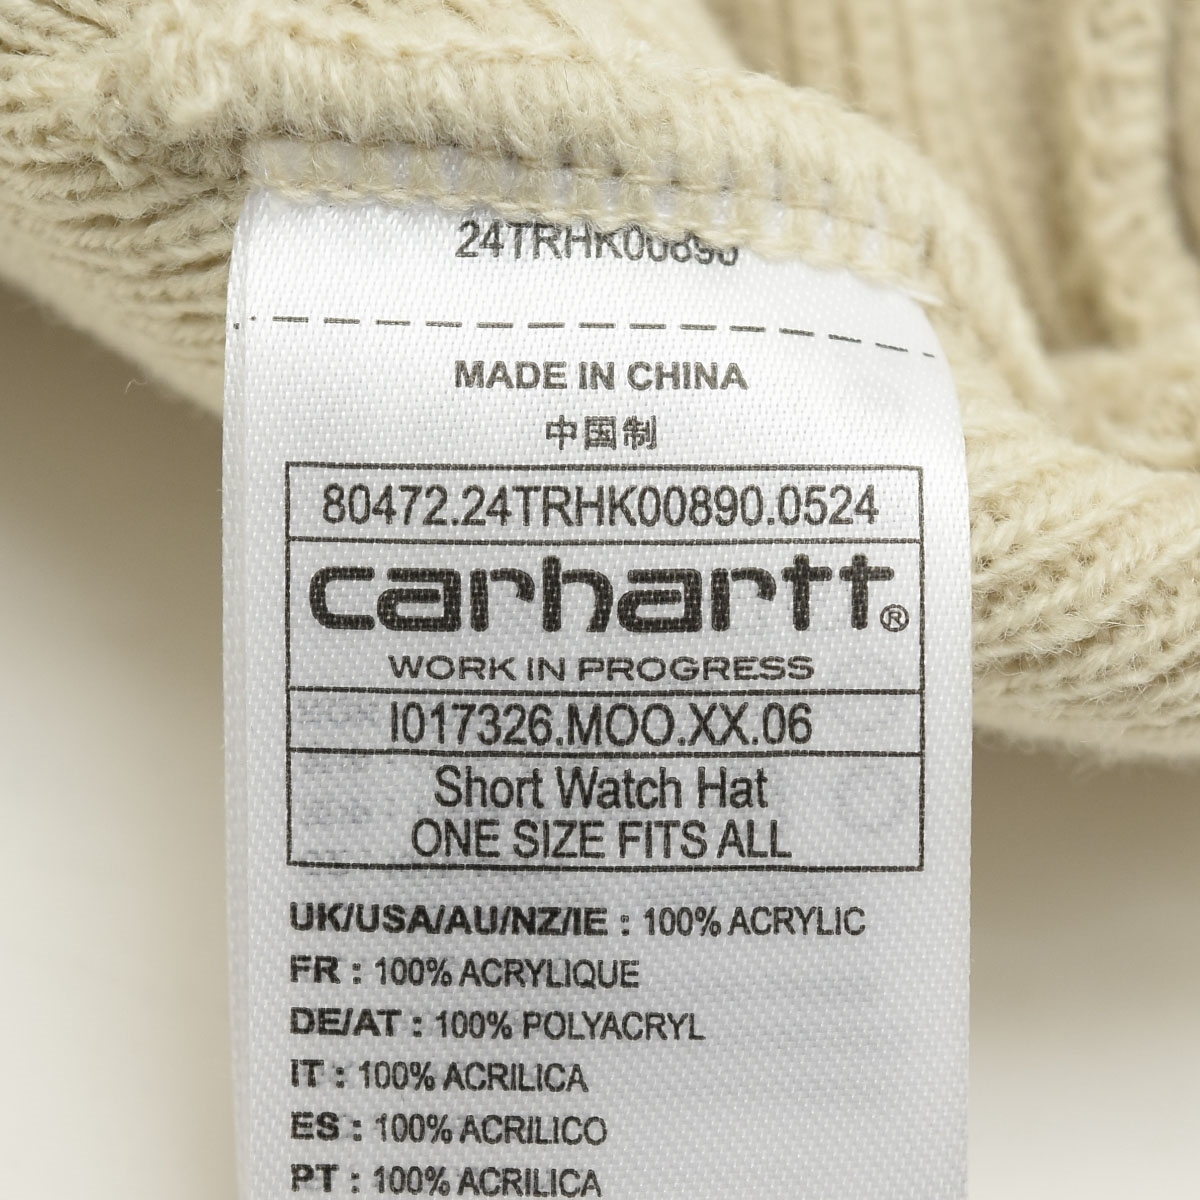 24TRHK00890
MADE IN CHINA
中国制
80472.24TRHK00890.0524
carhartt®
WORK IN PROGRESS
I017326.MOO.XX.06
Short Watch Hat
ONE SIZE FITS ALL
UK/USA/AU/NZ/IE : 100% ACRYLIC
FR : 100% ACRYLIQUE
DE/AT : 100% POLYACRYL
IT : 100% ACRILICA
ES : 100% ACRILICO
PT : 100% ACRILICA